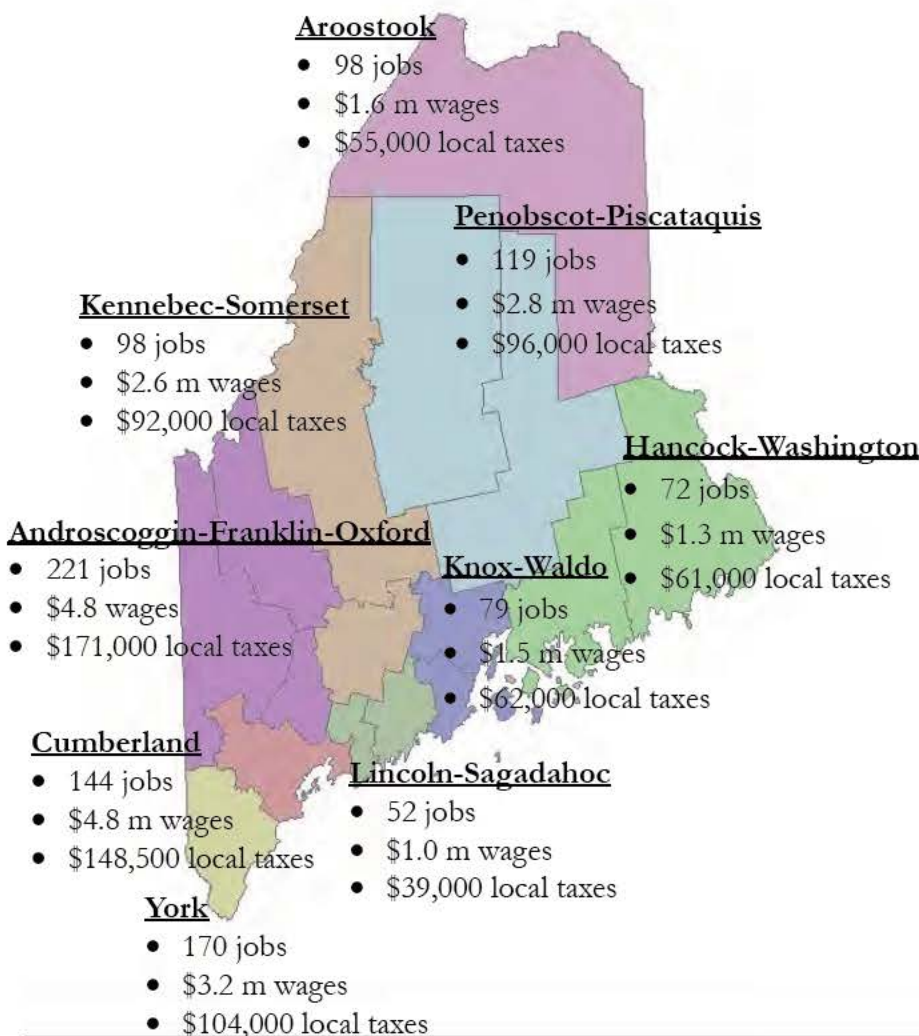 Aroostook
• 98 jobs
• $1.6 m wages
• $55,000 local taxes
Penobscot-Piscataquis
• 119 jobs
• $2.8 m wages
• $96,000 local taxes
Kennebec-Somerset
• 98 jobs
• $2.6 m wages
• $92,000 local taxes
Hancock-Washington
• 72 jobs
• $1.3 m wages
• $61,000 local taxes
Androscoggin-Franklin-Oxford
• 221 jobs
• $4.8 wages
• $171,000 local taxes
Knox-Waldo
• 79 jobs
• $1.5 m wages
• $62,000 local taxes
Cumberland
• 144 jobs
• $4.8 m wages
• $148,500 local taxes
Lincoln-Sagadahoc
• 52 jobs
• $1.0 m wages
• $39,000 local taxes
York
• 170 jobs
• $3.2 m wages
• $104,000 local taxes